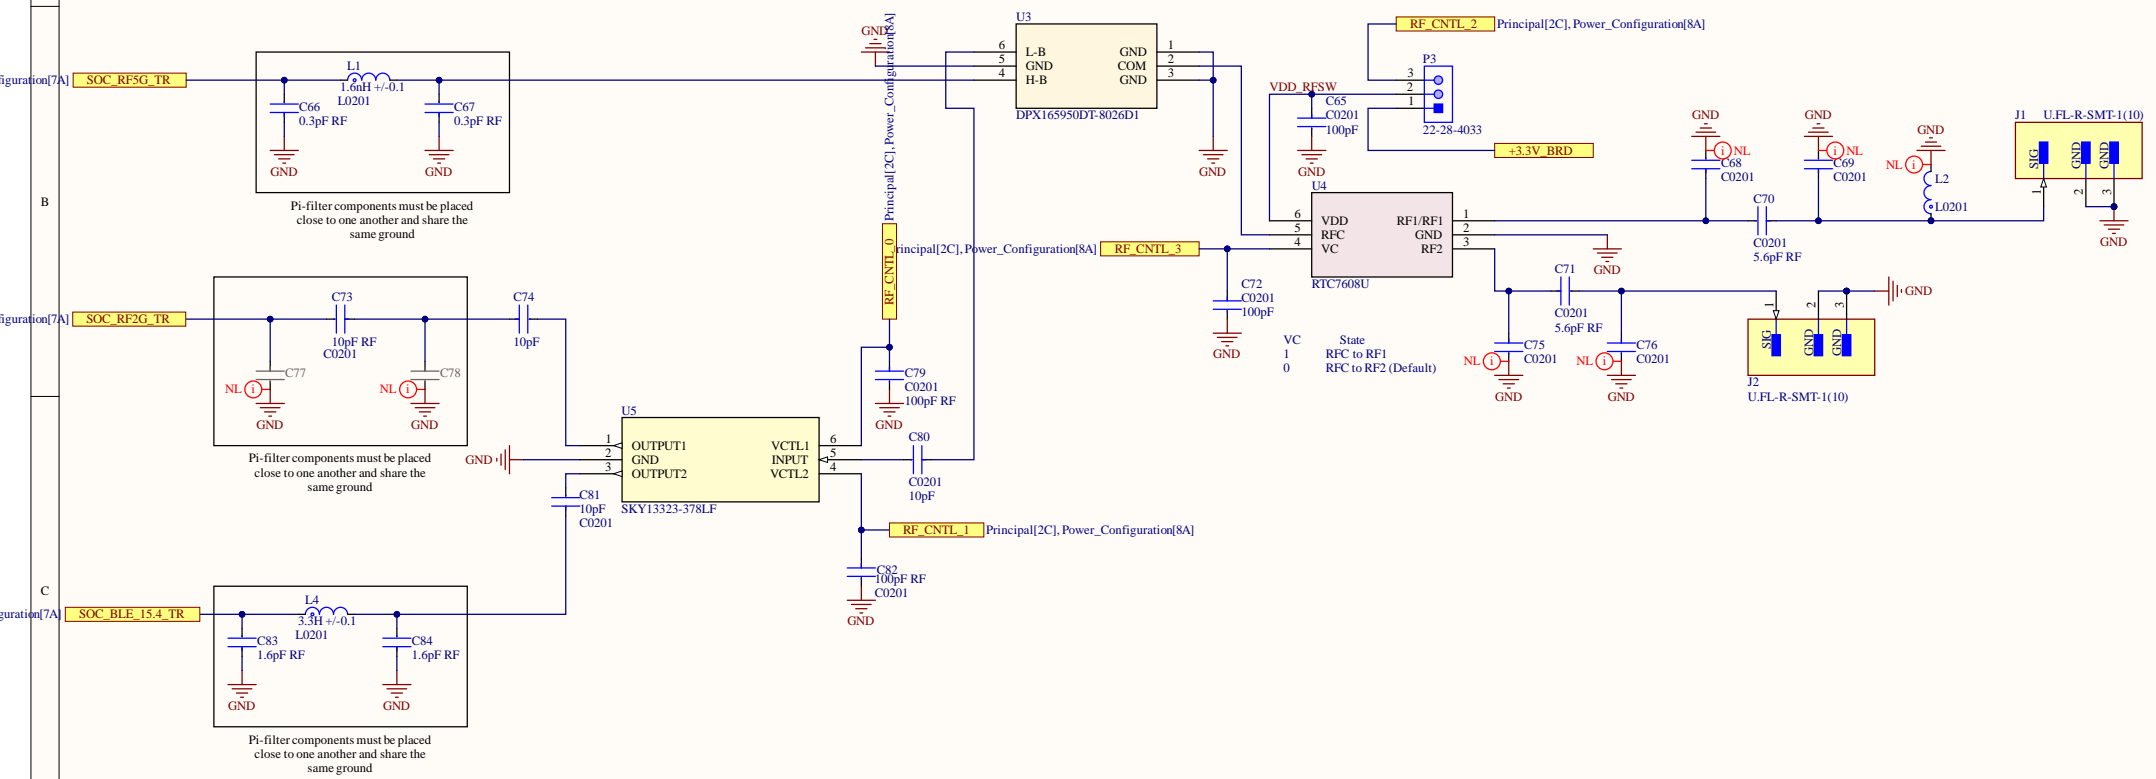 B
C
figuration[7A]
SOC_RF5G_TR
L1
1.6nH +/-0.1
L0201
C66
0.3pF RF
C67
0.3pF RF
GND
GND
Pi-filter components must be placed
close to one another and share the
same ground
figuration[7A]
SOC_RF2G_TR
C73
10pF RF
C0201
C74
10pF
C77
C78
NL
i
NL
i
GND
GND
Pi-filter components must be placed
close to one another and share the
same ground
guration[7A]
SOC_BLE_15.4_TR
L4
3.3H +/-0.1
L0201
C83
1.6pF RF
C84
1.6pF RF
GND
GND
Pi-filter components must be placed
close to one another and share the
same ground
GND
U5
1
OUTPUT1
2
GND
3
OUTPUT2
VCTL1
6
INPUT
5
VCTL2
4
SKY13323-378LF
C81
10pF
C0201
C79
C0201
100pF RF
GND
C80
C0201
10pF
RF_CNTL_1
Principal[2C], Power_Configuration[8A]
C82
100pF RF
C0201
GND
RF_CNTL_0
Principal[2C], Power_Configuration[8A]
GND
U3
6
L-B
5
GND
4
H-B
GND
1
COM
2
GND
3
DPX165950DT-8026D1
GND
RF_CNTL_2
Principal[2C], Power_Configuration[8A]
P3
3
2
1
22-28-4033
VDD_RFSW
C65
C0201
100pF
GND
+3.3V_BRD
U4
6
VDD
5
RFC
4
VC
RF1/RF1
1
GND
2
RF2
3
RTC7608U
rincipal[2C], Power_Configuration[8A]
RF_CNTL_3
C72
C0201
100pF
GND
VC State
1 RFC to RF1
0 RFC to RF2 (Default)
GND
GND
i
NL
C68
C0201
GND
i
NL
C69
C0201
GND
NL
i
L2
L0201
C70
C0201
5.6pF RF
J1
U.FL-R-SMT-1(10)
SIG
GND
GND
1
2
3
GND
C71
C0201
5.6pF RF
NL
i
C75
C0201
GND
NL
i
C76
C0201
GND
1
2
3
GND
SIG
GND
GND
J2
U.FL-R-SMT-1(10)